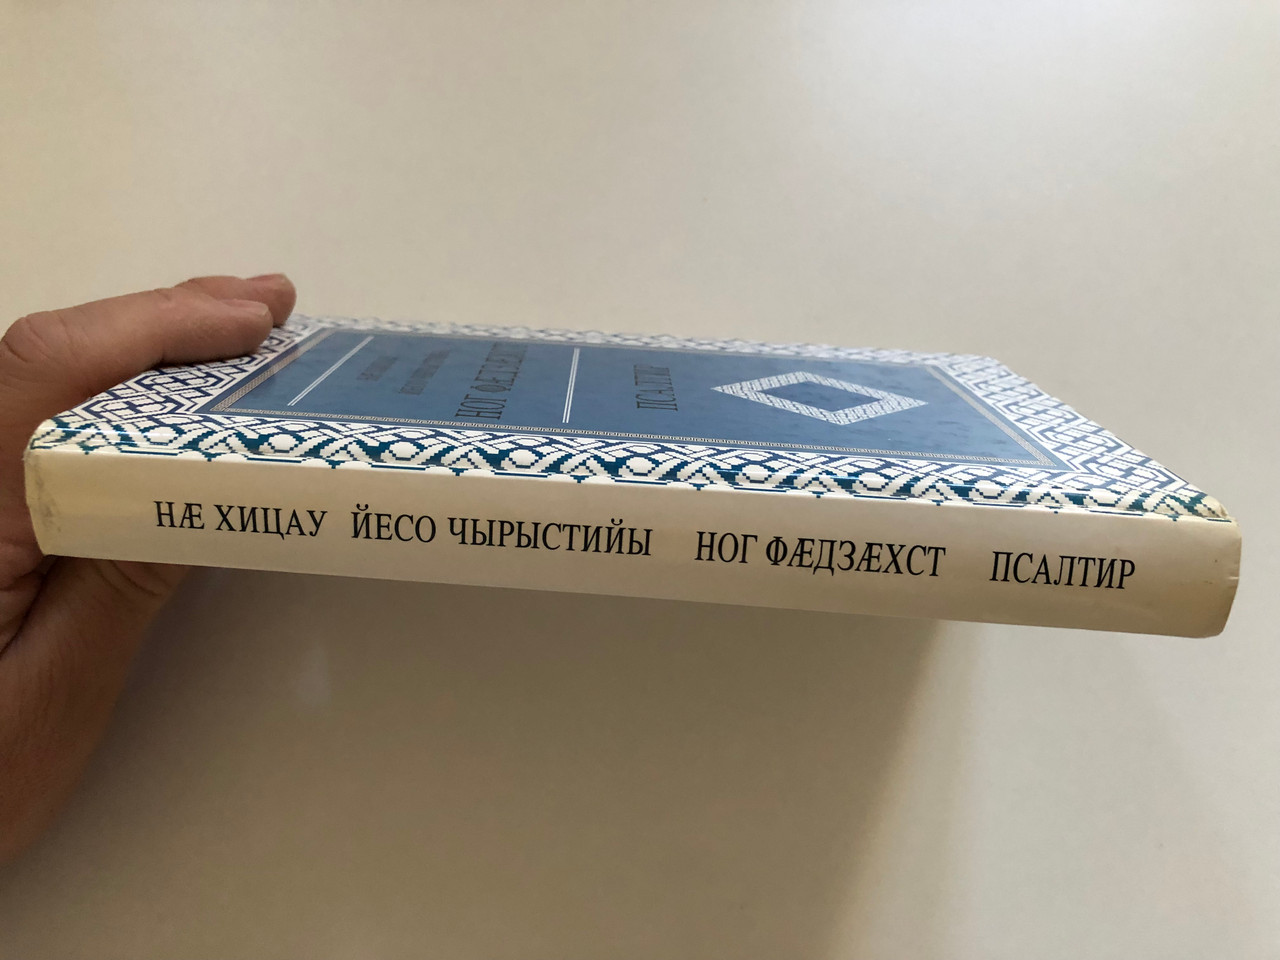 НОГ ФÆДЗÆХСТ
ПСАЛТИР
НÆ ХИЦАУ ЙЕСО ЧЫРЫСТИЙЫ НОГ ФÆДЗÆХСТ ПСАЛТИР